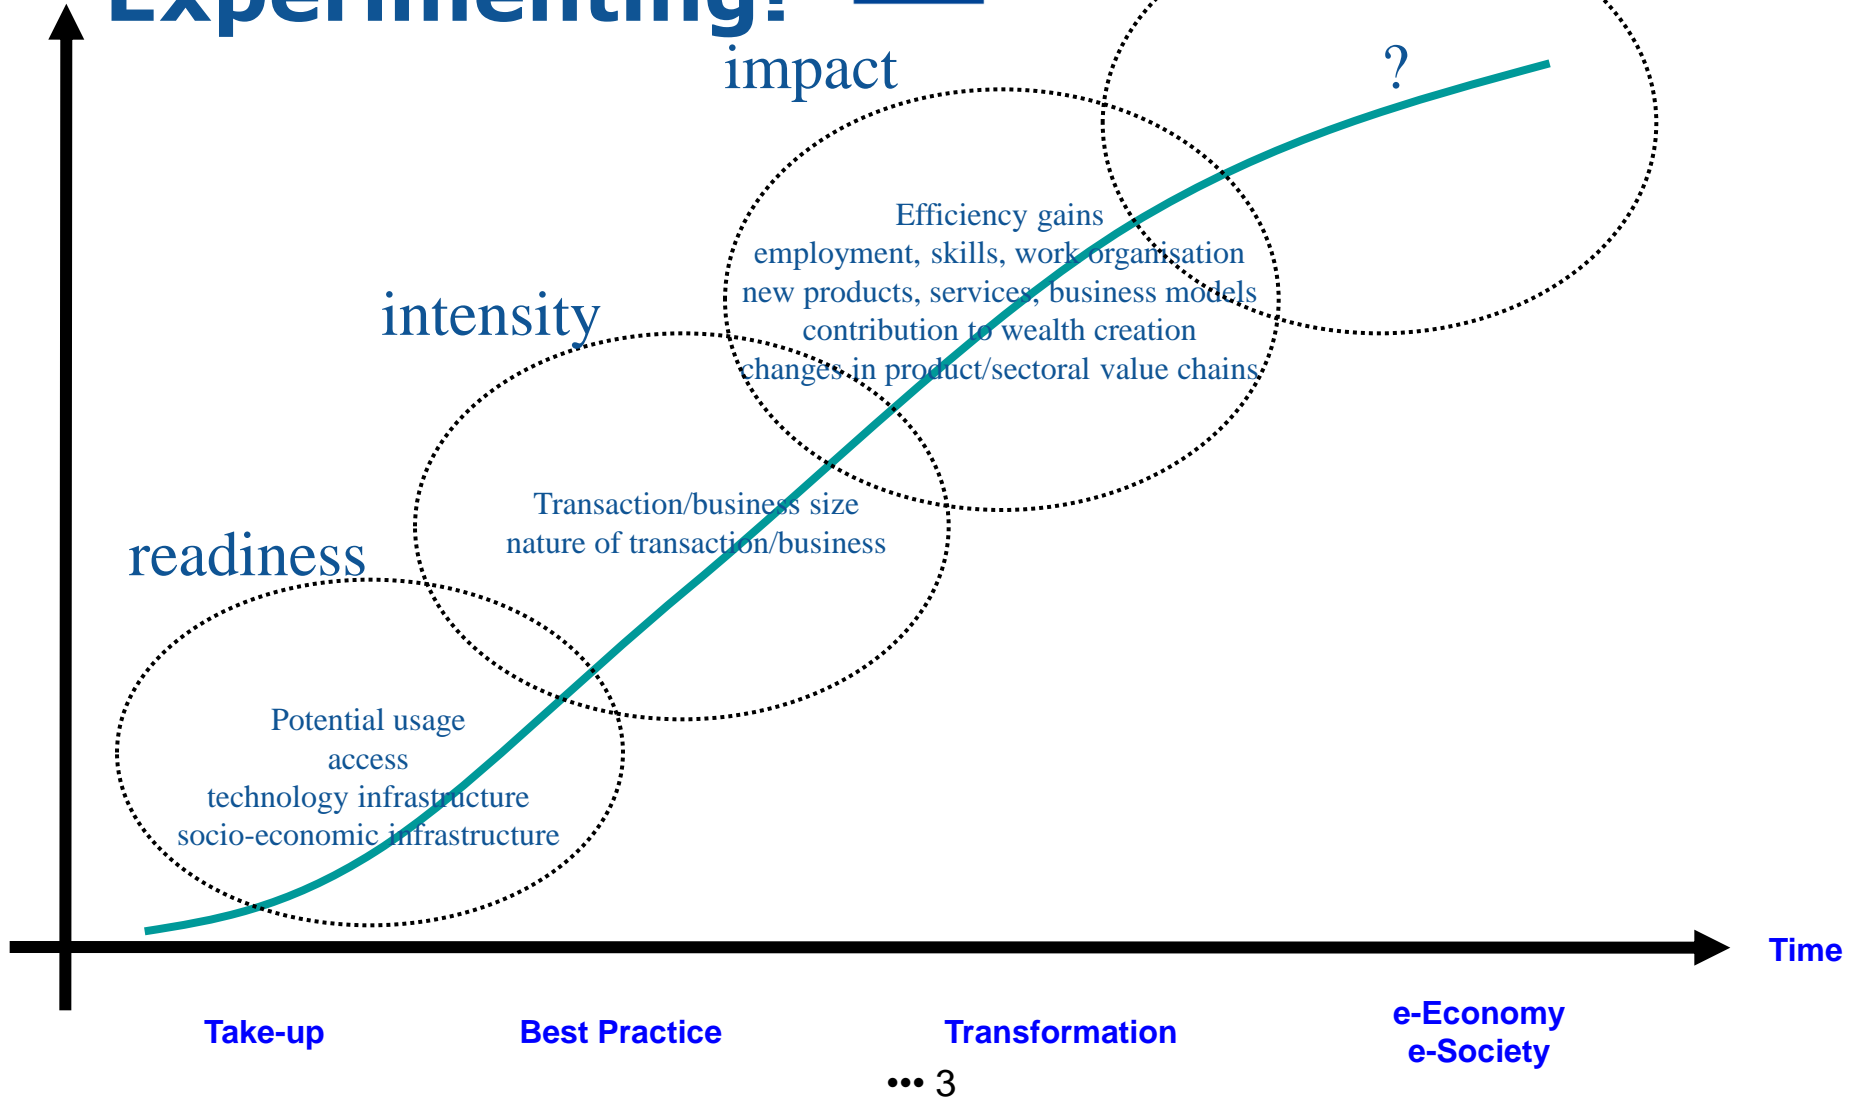 Experimenting!
impact
?
Efficiency gains
employment, skills, work organisation
new products, services, business models
contribution to wealth creation
changes in product/sectoral value chains
intensity
Transaction/business size
nature of transaction/business
readiness
Potential usage
access
technology infrastructure
socio-economic infrastructure
Time
Take-up
Best Practice
Transformation
e-Economy
e-Society
••• 3